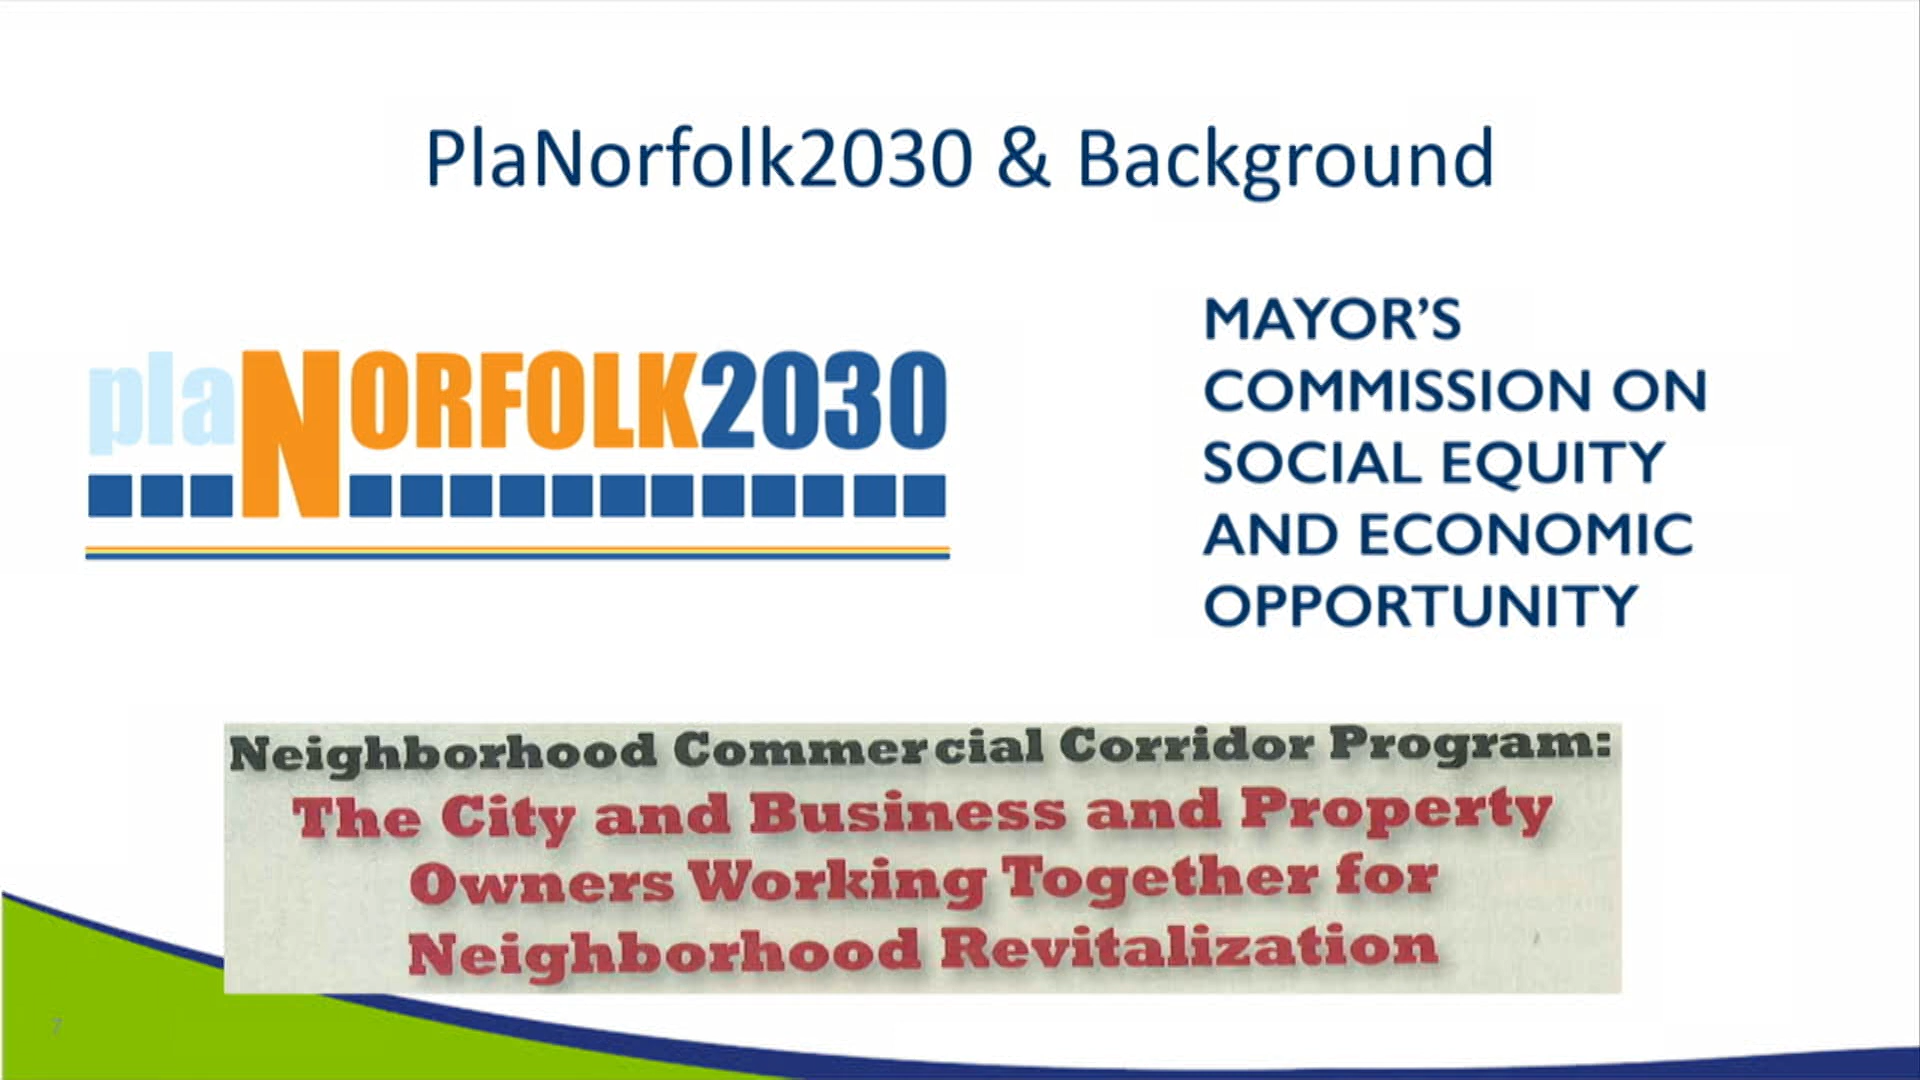 PlaNorfolk2030 & Background
plaNORFOLK2030
MAYOR'S
COMMISSION ON
SOCIAL EQUITY
AND ECONOMIC
OPPORTUNITY
Neighborhood Commercial Corridor Program:
The City and Business and Property
Owners Working Together for
Neighborhood Revitalization
7